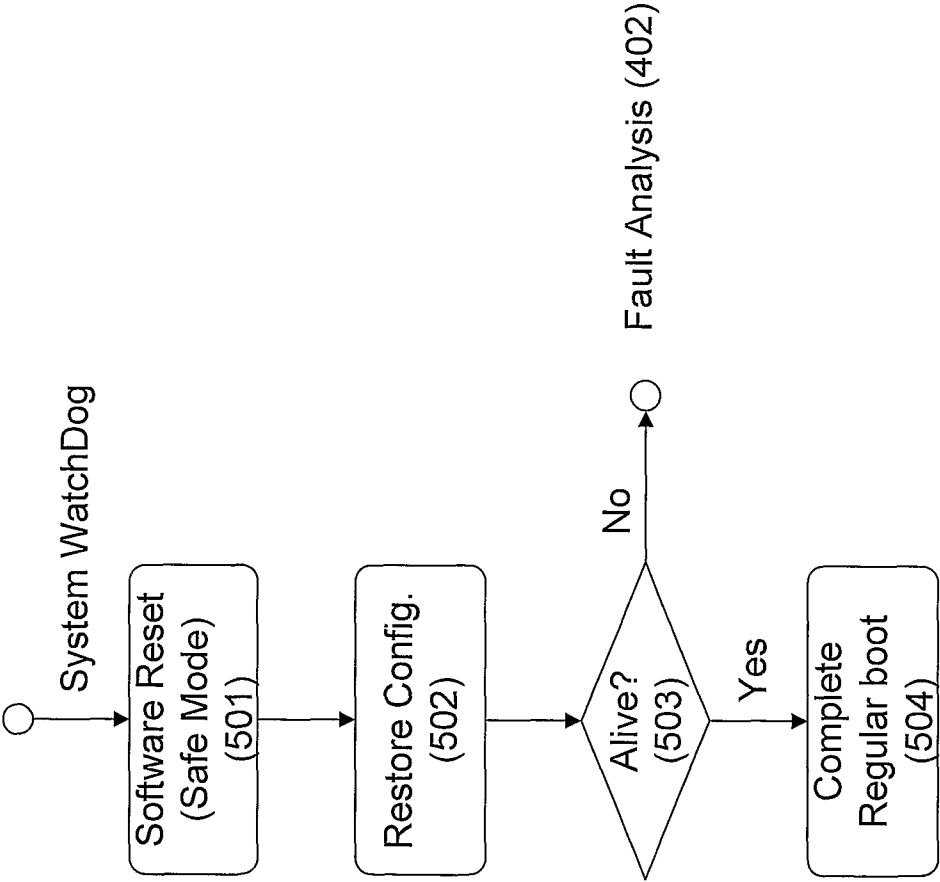 System WatchDog
Software Reset
(Safe Mode)
(501)
Restore Config.
(502)
Alive?
(503)
No
Fault Analysis (402)
Yes
Complete
Regular boot
(504)